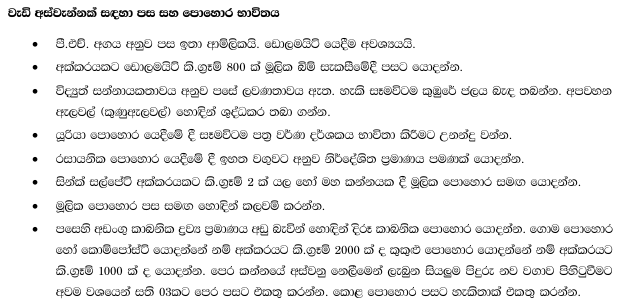 වැඩි අස්වැන්නක් සඳහා පස සහ පොහොර භාවිතය
• පී.එච්. අගය අනුව පස ඉතා ආම්ලිකයි. ඩොලමයිට් යෙදීම අවශ්‍යයයි.
• අක්කරයකට ඩොලමයිට් කි.ග්‍රෑම් 800 ක් මූලික බිම් සැකසීමේදී පසට යොදන්න.
• විද්‍යුත් සන්නායකතාවය අනුව පසේ ලවණතාවය ඇත. හැකි සෑමවිටම කුඹුරේ ජලය බැඳ තබන්න. අපවහන
ඇලවල් (කුණුඇලවල්) හොඳින් ශුද්ධකර තබා ගන්න.
• යූරියා පොහොර යෙදීමේ දී සෑමවිටම පත්‍ර වර්ණ දර්ශකය භාවිතා කිරීමට උනන්දු වන්න.
• රසායනික පොහොර යෙදීමේ දී ඉහත වගුවට අනුව නිර්දේශිත ප්‍රමාණය පමණක් යොදන්න.
• සින්ක් සල්පේට් අක්කරයකට කි.ග්‍රෑම් 2 ක් යල හෝ මහ කන්නයක දී මූලික පොහොර සමඟ යොදන්න.
• මූලික පොහොර පස සමඟ හොඳින් කලවම් කරන්න.
• පසෙහි අඩංගු කාබනික ද්‍රව්‍ය ප්‍රමාණය අඩු බැවින් හොඳින් දිරූ කාබනික පොහොර යොදන්න. ගොම පොහොර
හෝ කොම්පෝස්ට් යොදන්නේ නම් අක්කරයට කි.ග්‍රෑම් 2000 ක් ද කුකුළු පොහොර යොදන්නේ නම් අක්කරයට
කි.ග්‍රෑම් 1000 ක් ද යොදන්න. පෙර කන්නයේ අස්වනු නෙලීමෙන් ලැබුන සියලුම පිදුරු නව වගාව පිහිටුවීමට
අවම වශයෙන් සති 03කට පෙර පසට එකතු කරන්න. කොළ පොහොර පසට හැකිතාක් එකතු කරන්න.